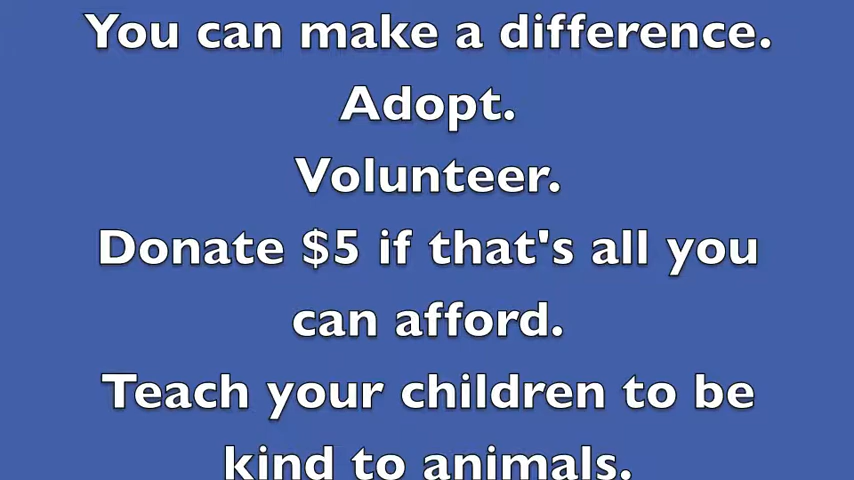 You can make a difference.
Adopt.
Volunteer.
Donate $5 if that's all you
can afford.
Teach your children to be
kind to animals.